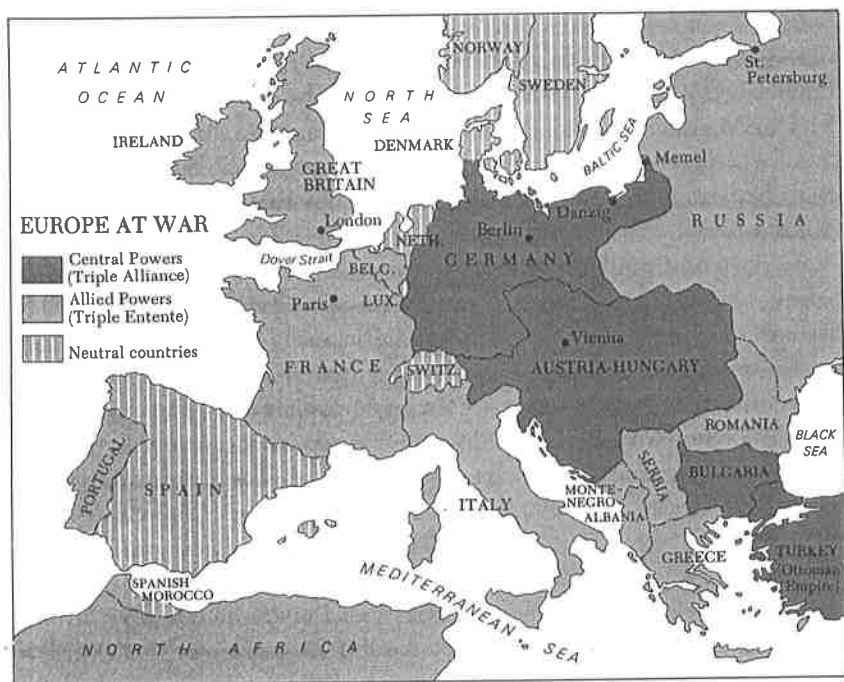 ATLANTIC
OCEAN
NORTH
SEA
NORWAY
SWEDEN
St.
Petersburg
IRELAND
DENMARK
BALTIC SEA
Memel
GREAT
BRITAIN
RUSSIA
EUROPE AT WAR
London
NETH.
Berlin
Danzig
GERMANY
Central Powers
(Triple Alliance)
Dover Strait
BELG.
Allied Powers
(Triple Entente)
Paris
LUX.
Vienna
Neutral countries
FRANCE
SWITZ.
AUSTRIA-HUNGARY
ROMANIA
BLACK
SEA
PORTUGAL
SPAIN
ITALY
SERBIA
BULGARIA
MONTE-
NEGRO
ALBANIA
GREECE
TURKEY
(Ottoman
Empire)
SPANISH
MOROCCO
MEDITERRANEAN SEA
NORTH AFRICA